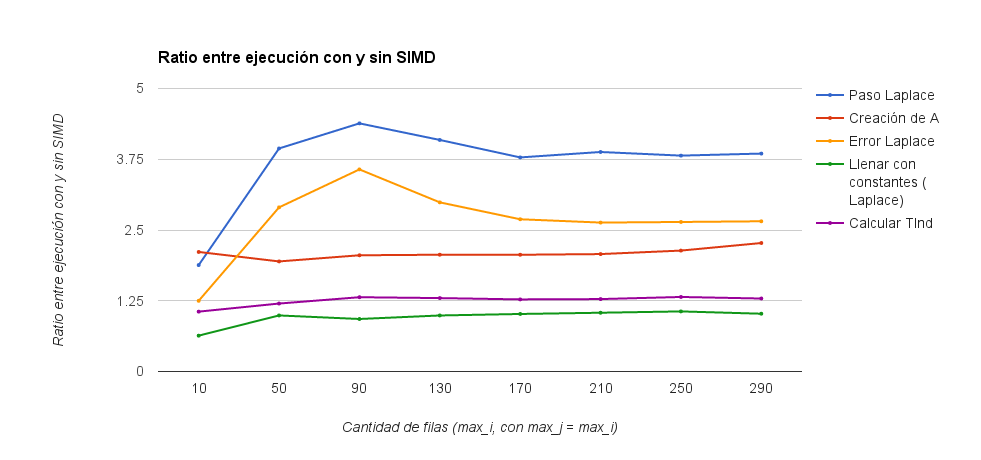 Ratio entre ejecución con y sin SIMD
Ratio entre ejecución con y sin SIMD
5
3.75
2.5
1.25
0
10 50 90 130 170 210 250 290
Cantidad de filas (max_i, con max_j = max_i)
Paso Laplace
Creación de A
Error Laplace
Llenar con
constantes (
Laplace)
Calcular TInd